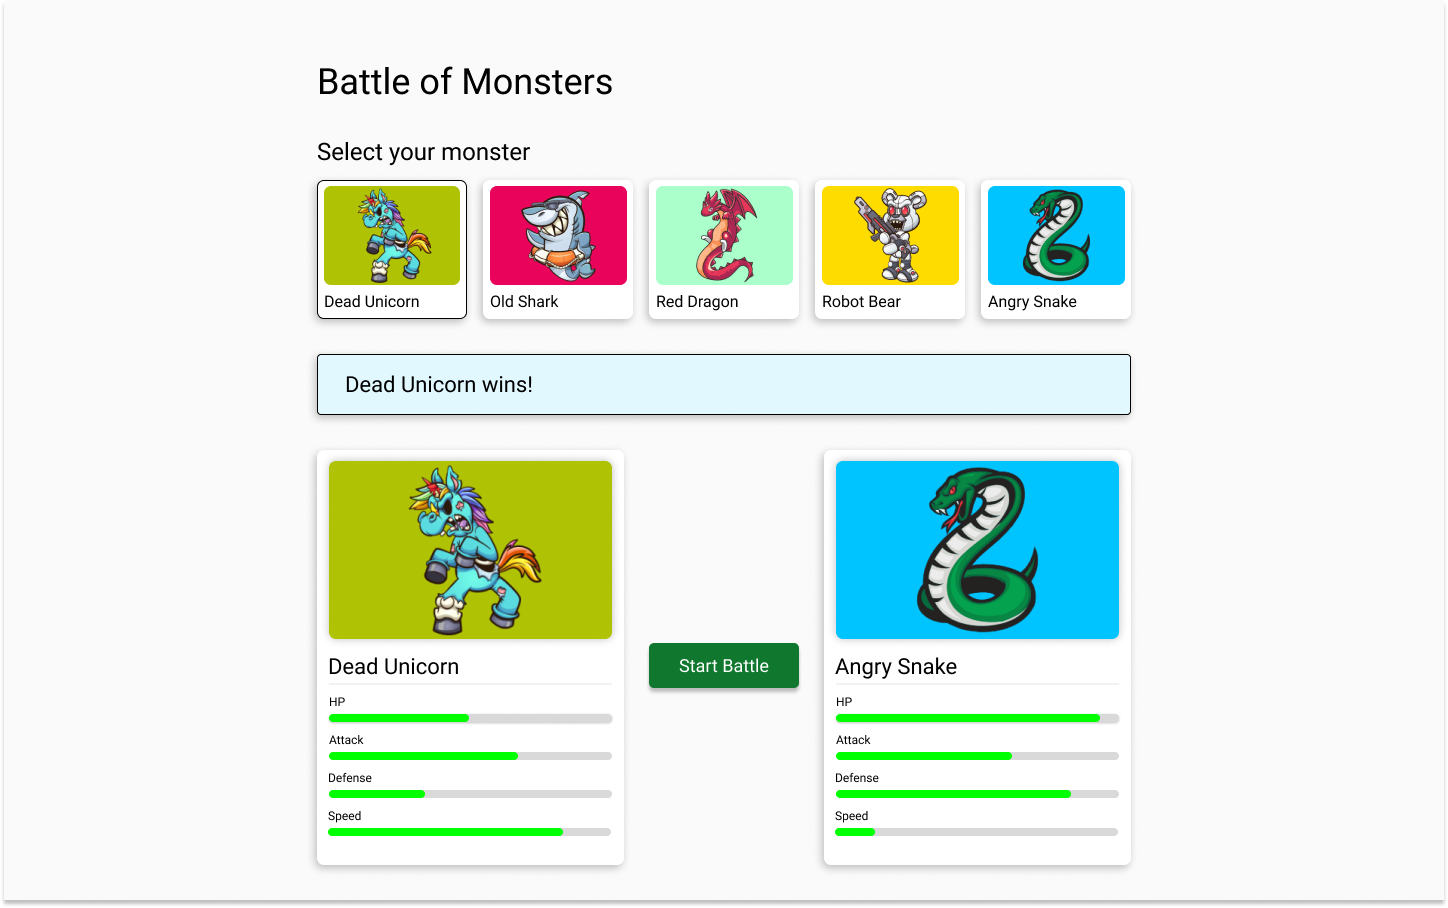 Battle of Monsters
Select your monster
Dead Unicorn
Old Shark
Red Dragon
Robot Bear
Angry Snake
Dead Unicorn wins!
Dead Unicorn
HP
Attack
Defense
Speed
Start Battle
Angry Snake
HP
Attack
Defense
Speed